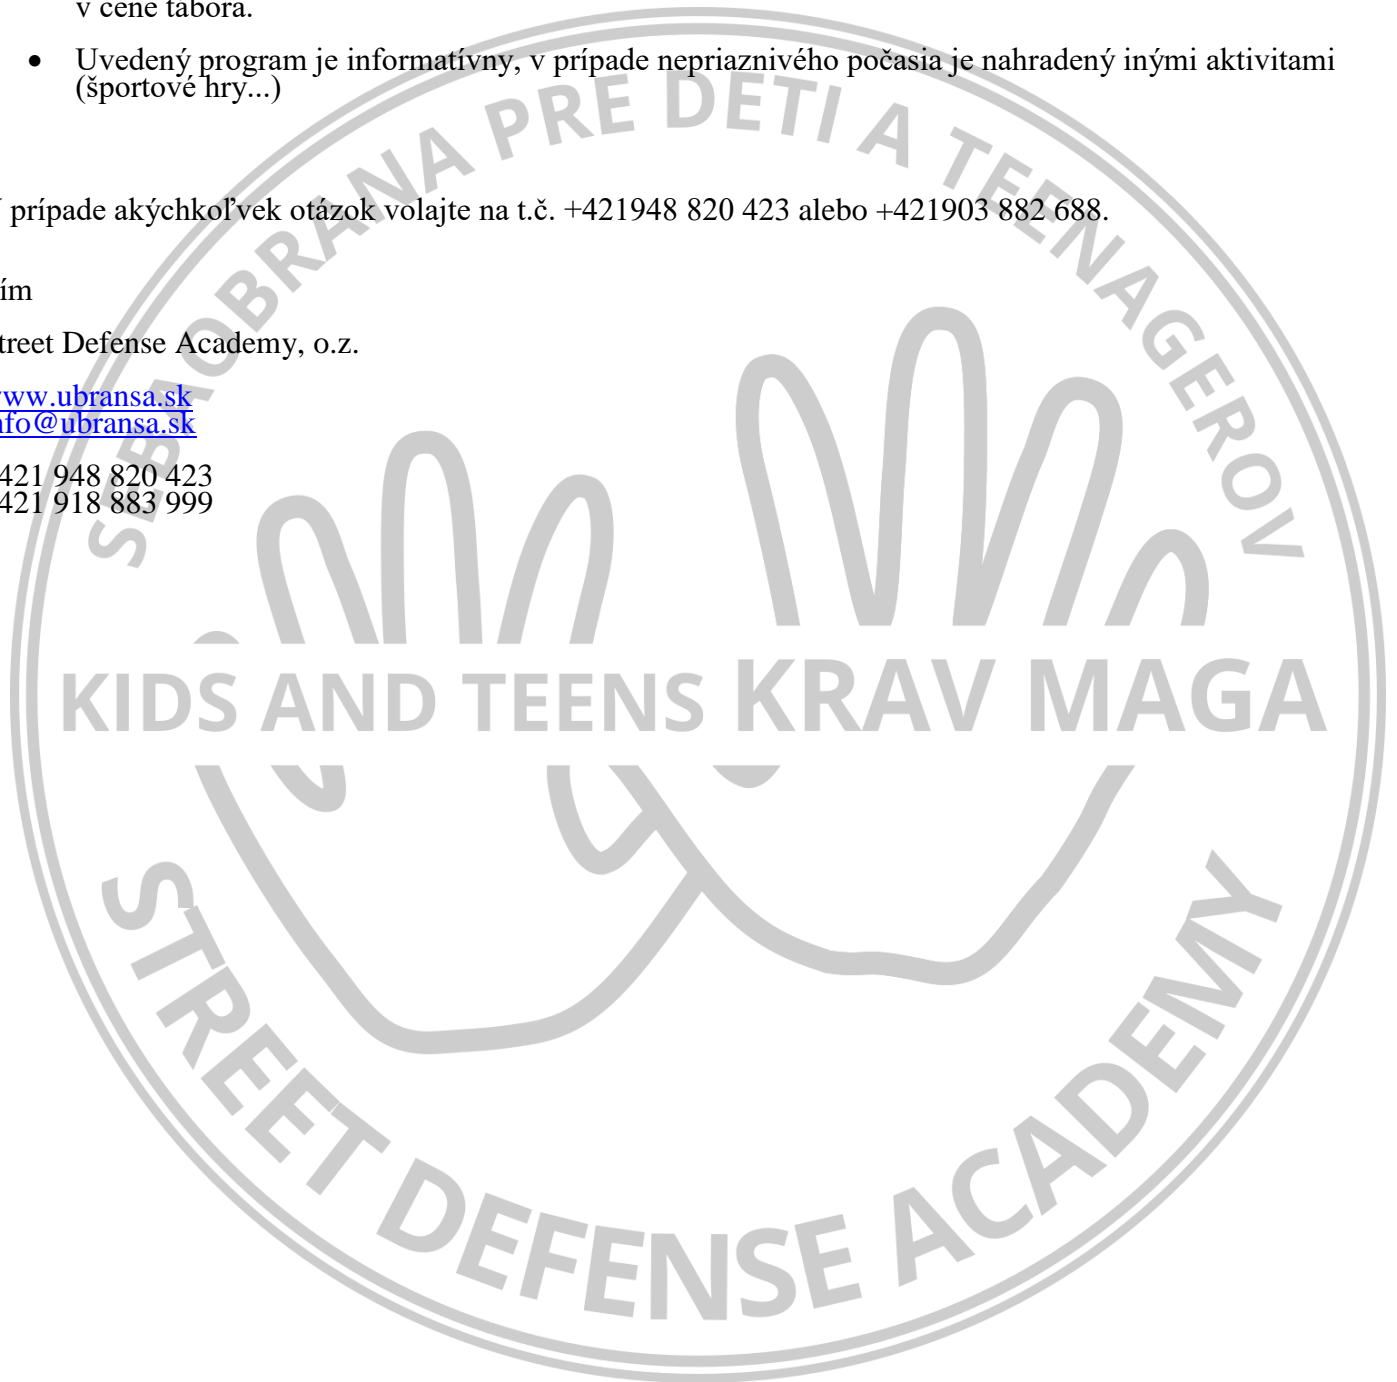 v cene tábora.
• Uvedený program je informatívny, v prípade nepriaznivého počasia je nahradený inými aktivitami
(športové hry...)
prípade akýchkoľvek otázok volajte na t.č. +421948 820 423 alebo +421903 882 688.
ím
treet Defense Academy, o.z.
ww.ubransa.sk
nfo@ubransa.sk
421 948 820 423
421 918 883 999
SEBAOBRANA PRE DETI A TEENAGEROV
KIDS AND TEENS KRAV MAGA
STREET DEFENSE ACADEMY